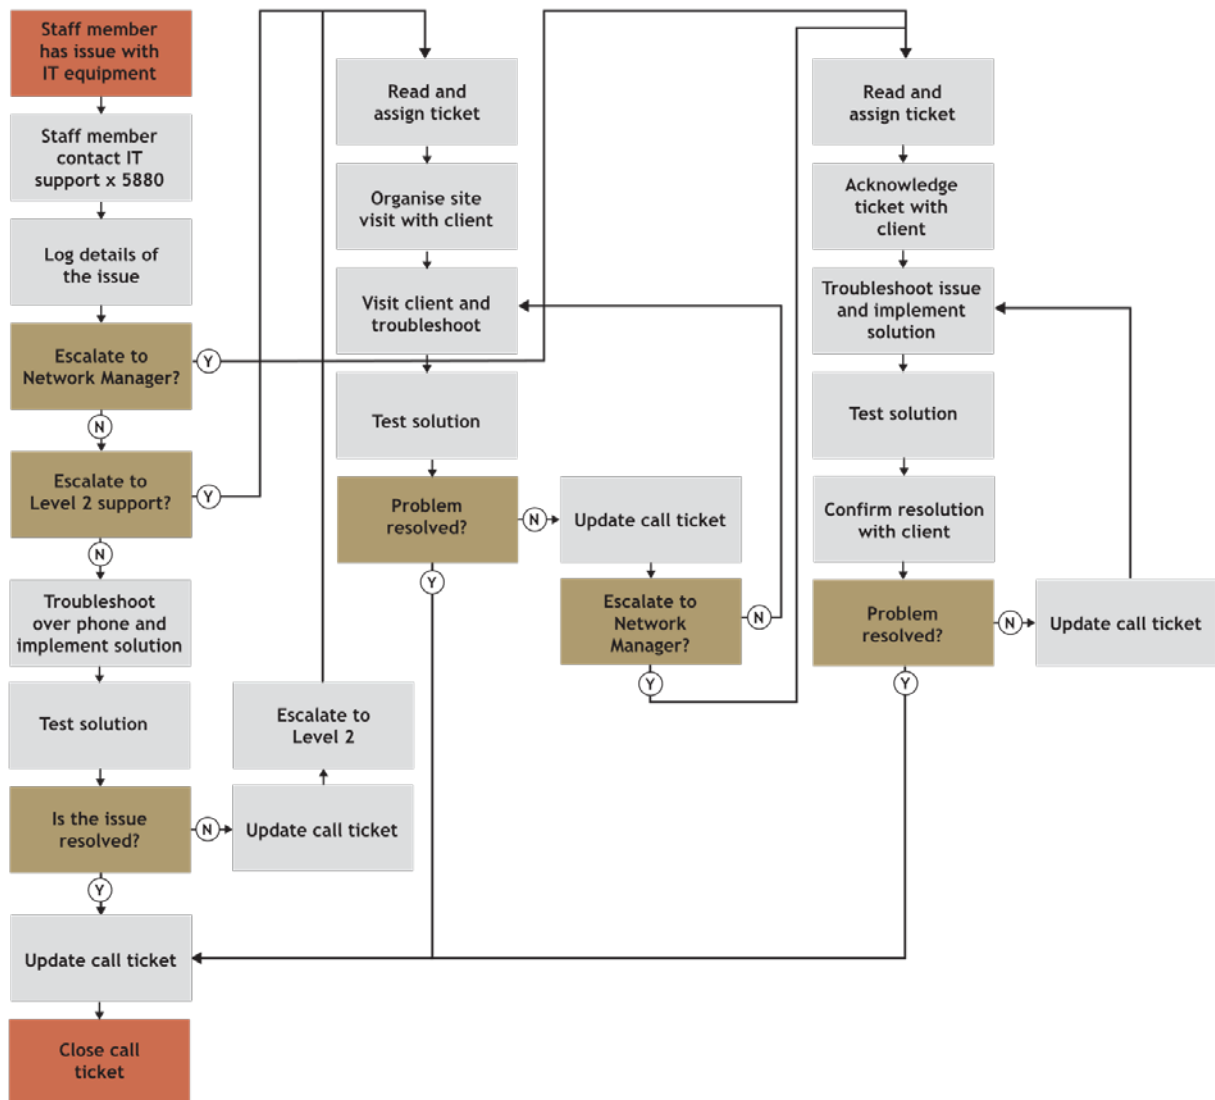 Staff member
has issue with
IT equipment
Staff member
contact IT
support x 5880
Log details of
the issue
Escalate to
Network Manager?
Y
N
Escalate to
Level 2 support?
Y
N
Troubleshoot
over phone and
implement solution
Test solution
Is the issue
resolved?
N
Y
Update call ticket
Escalate to
Level 2
Update call ticket
Close call
ticket
Read and
assign ticket
Organise site
visit with client
Visit client and
troubleshoot
Test solution
Problem
resolved?
N
Y
Update call ticket
Escalate to
Network
Manager?
N
Y
Read and
assign ticket
Acknowledge
ticket with
client
Troubleshoot issue
and implement
solution
Test solution
Confirm resolution
with client
Problem
resolved?
N
Y
Update call ticket